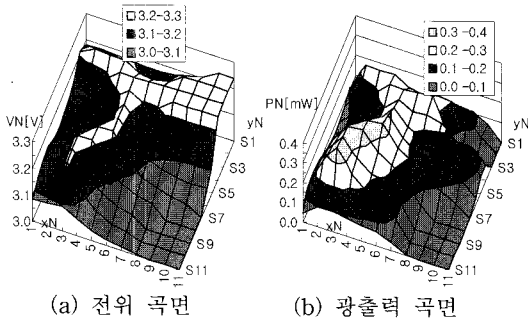 3.2-3.3
3.1-3.2
3.0-3.1
VN[V]
3.3
3.2
3.1
3.0
xN
1 2 3 4 5 6 7 8 9 10 11
yN
S1
S3
S5
S7
S9
S11
(a) 전위 곡면
0.3-0.4
0.2-0.3
0.1-0.2
0.0-0.1
PN[mW]
0.4
0.3
0.2
0.1
0.0
xN
1 2 3 4 5 6 7 8 9 10 11
yN
S1
S3
S5
S7
S9
S11
(b) 광출력 곡면